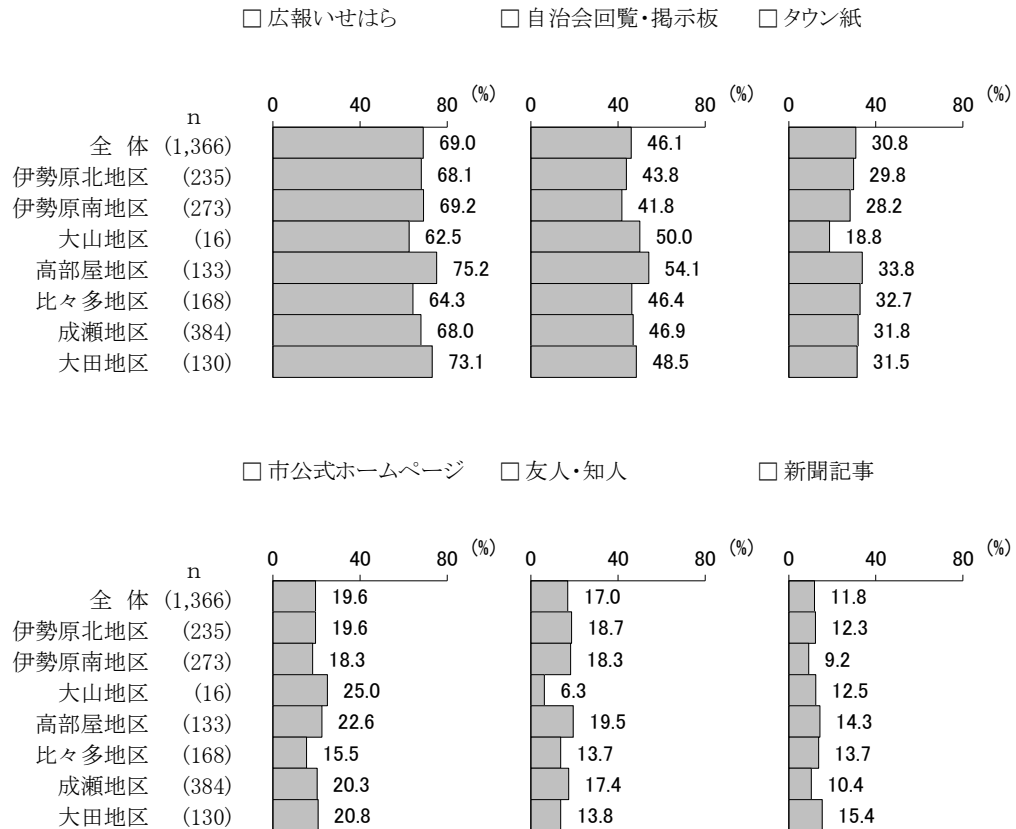 □ 広報いせはら □ 自治会回覧・掲示板 □ タウン紙
0 40 80 (%) 0 40 80 (%) 0 40 80 (%)
n
全 体 (1,366) 69.0 46.1 30.8
伊勢原北地区 (235) 68.1 43.8 29.8
伊勢原南地区 (273) 69.2 41.8 28.2
大山地区 (16) 62.5 50.0 18.8
高部屋地区 (133) 75.2 54.1 33.8
比々多地区 (168) 64.3 46.4 32.7
成瀬地区 (384) 68.0 46.9 31.8
大田地区 (130) 73.1 48.5 31.5
□ 市公式ホームページ □ 友人・知人 □ 新聞記事
0 40 80 (%) 0 40 80 (%) 0 40 80 (%)
n
全 体 (1,366) 19.6 17.0 11.8
伊勢原北地区 (235) 19.6 18.7 12.3
伊勢原南地区 (273) 18.3 18.3 9.2
大山地区 (16) 25.0 6.3 12.5
高部屋地区 (133) 22.6 19.5 14.3
比々多地区 (168) 15.5 13.7 13.7
成瀬地区 (384) 20.3 17.4 10.4
大田地区 (130) 20.8 13.8 15.4